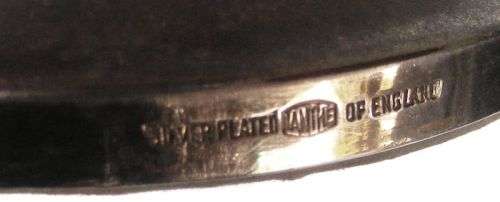 SILVER PLATED IANTHE OF ENGLAND